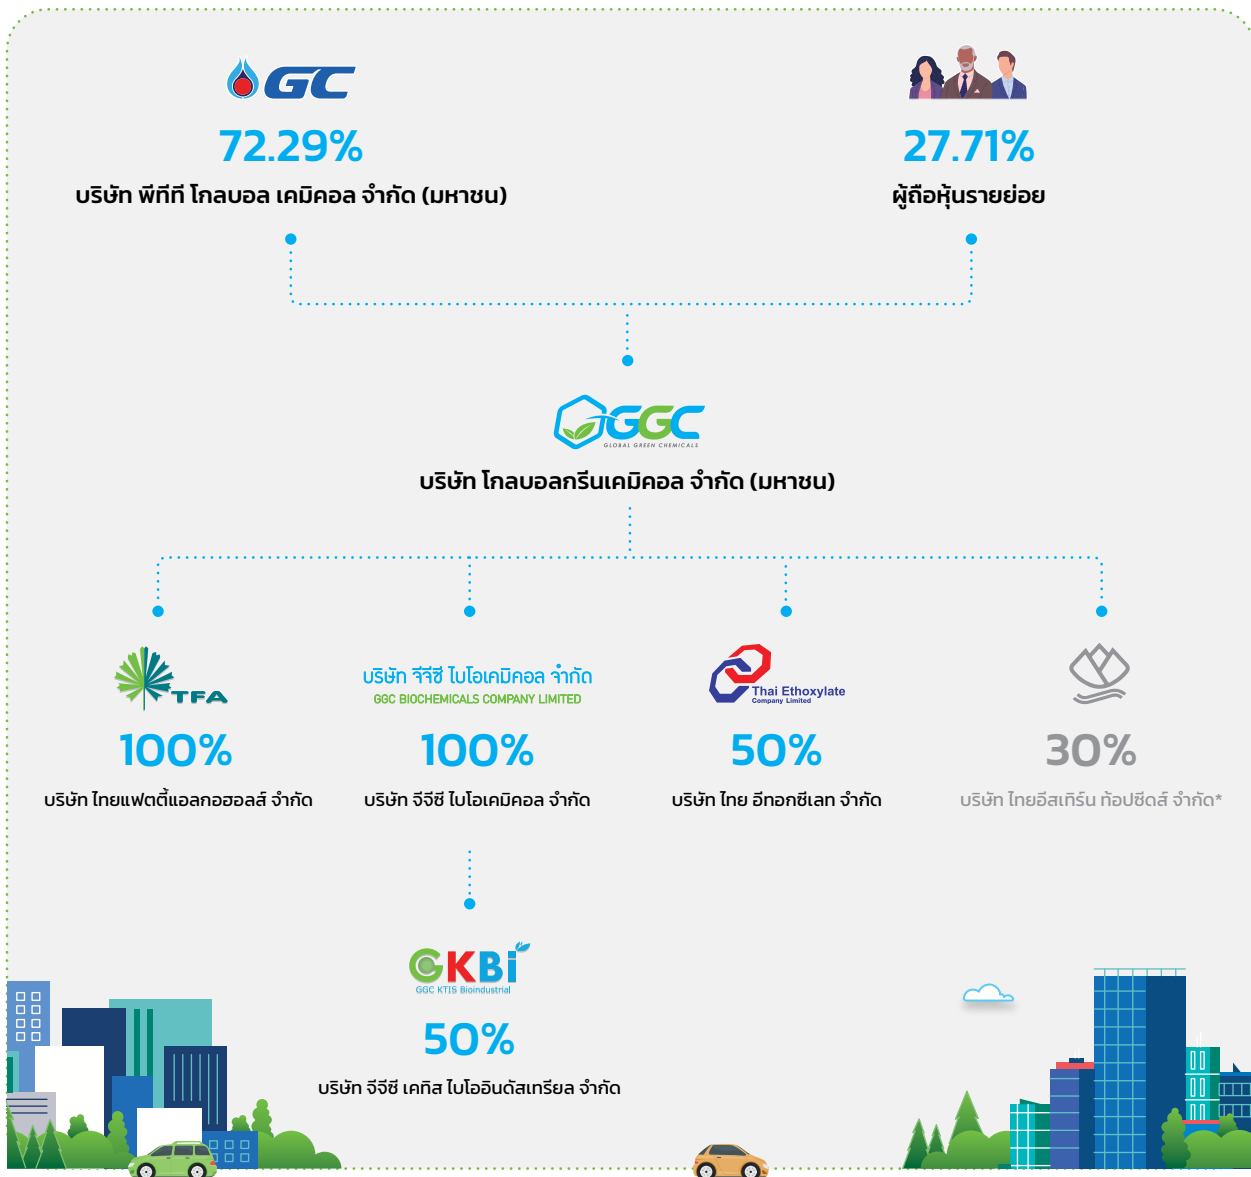 GC
72.29%
27.71%
บริษัท พีทีที โกลบอล เคมิคอล จำกัด (มหาชน)
ผู้ถือหุ้นรายย่อย
GGC
GLOBAL GREEN CHEMICALS
บริษัท โกลบอลกรีนเคมิคอล จำกัด (มหาชน)
TFA
บริษัท จีจีซี ไบโอเคมิคอล จำกัด
GGC BIOCHEMICALS COMPANY LIMITED
Thai Ethoxylate
Company Limited
100%
100%
50%
30%
บริษัท ไทยแฟตตี้แอลกอฮอลส์ จำกัด
บริษัท จีจีซี ไบโอเคมิคอล จำกัด
บริษัท ไทย อีทอกซีเลท จำกัด
บริษัท ไทยอีสเทิร์น ท้อปซีดส์ จำกัด*
GKBi
GGC KTIS Bioindustrial
50%
บริษัท จีจีซี เคทิส ไบโออินดัสเทรียล จำกัด